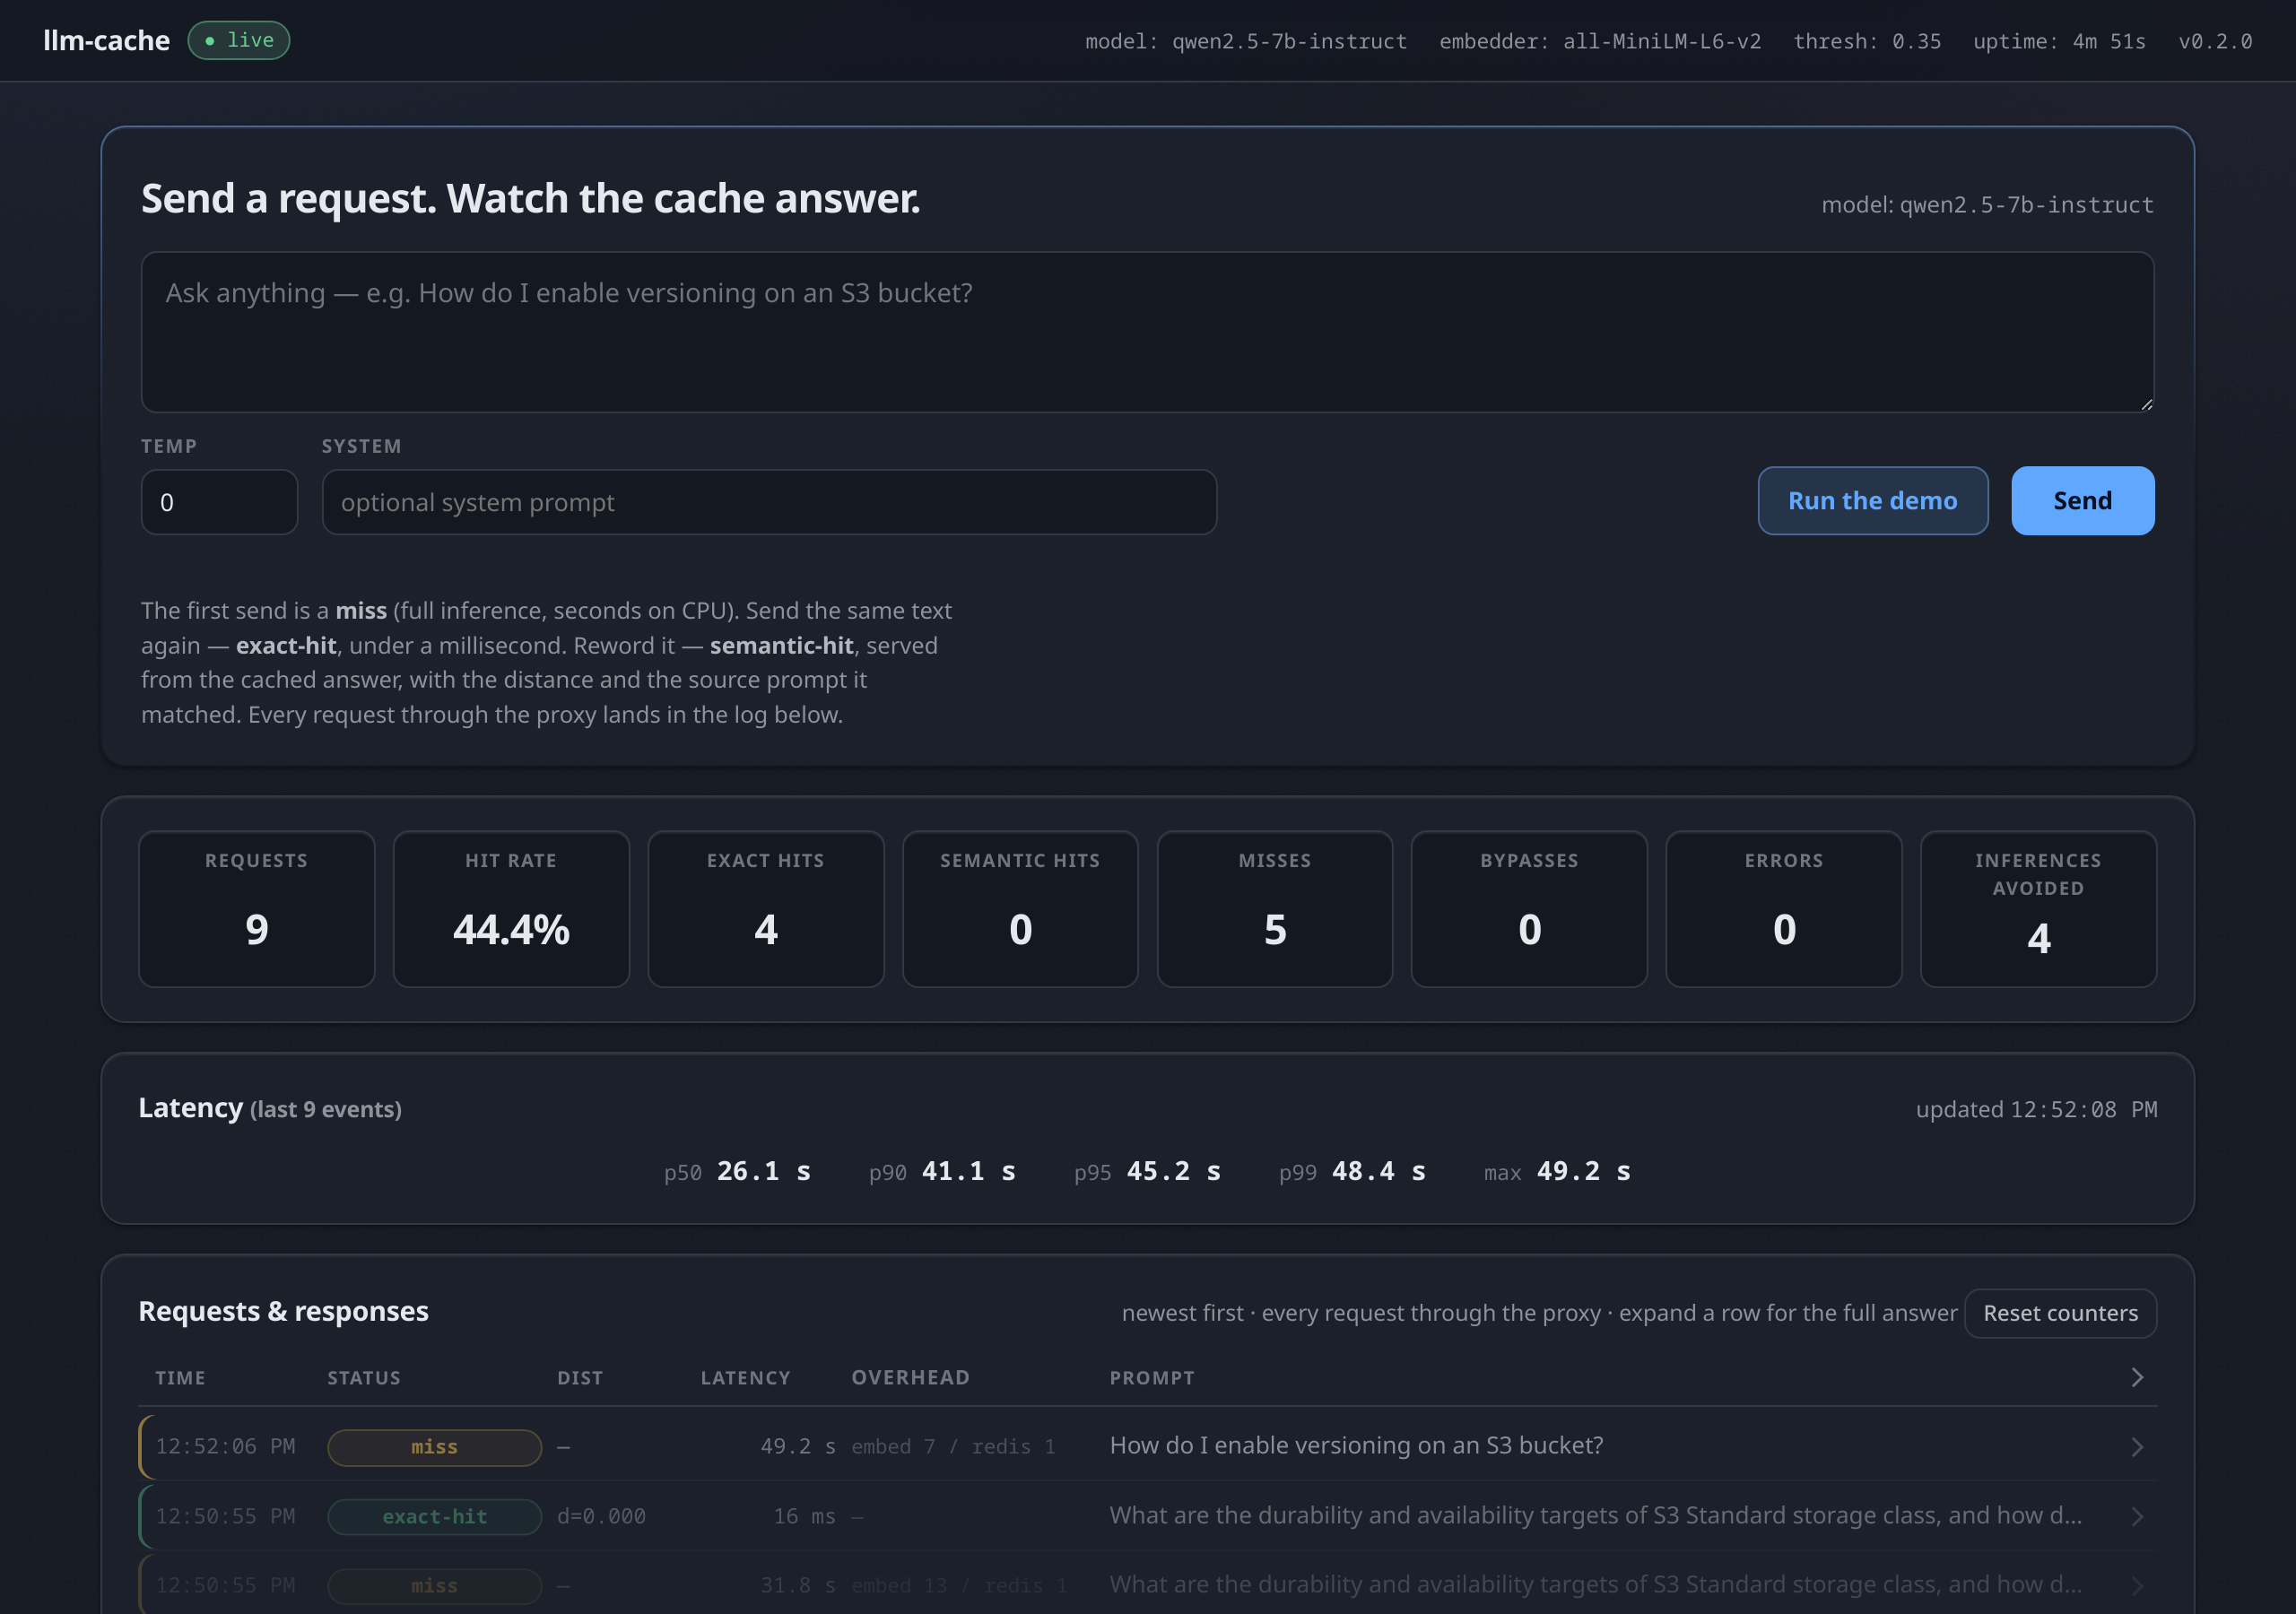 llm-cache
live
model: qwen2.5-7b-instruct embedder: all-MiniLM-L6-v2 thresh: 0.35 uptime: 4m 51s v0.2.0
Send a request. Watch the cache answer.
model: qwen2.5-7b-instruct
Ask anything — e.g. How do I enable versioning on an S3 bucket?
TEMP SYSTEM
0 optional system prompt Run the demo Send
The first send is a miss (full inference, seconds on CPU). Send the same text
again — exact-hit, under a millisecond. Reword it — semantic-hit, served
from the cached answer, with the distance and the source prompt it
matched. Every request through the proxy lands in the log below.
REQUESTS
9
HIT RATE
44.4%
EXACT HITS
4
SEMANTIC HITS
0
MISSES
5
BYPASSES
0
ERRORS
0
INFERENCES
AVOIDED
4
Latency (last 9 events)
updated 12:52:08 PM
p50 26.1 s p90 41.1 s p95 45.2 s p99 48.4 s max 49.2 s
Requests & responses
newest first · every request through the proxy · expand a row for the full answer Reset counters
TIME STATUS DIST LATENCY OVERHEAD PROMPT
12:52:06 PM miss — 49.2 s embed 7 / redis 1 How do I enable versioning on an S3 bucket?
12:50:55 PM exact-hit d=0.000 16 ms — What are the durability and availability targets of S3 Standard storage class, and how d…
12:50:55 PM miss — 31.8 s embed 13 / redis 1 What are the durability and availability targets of S3 Standard storage class, and how d…